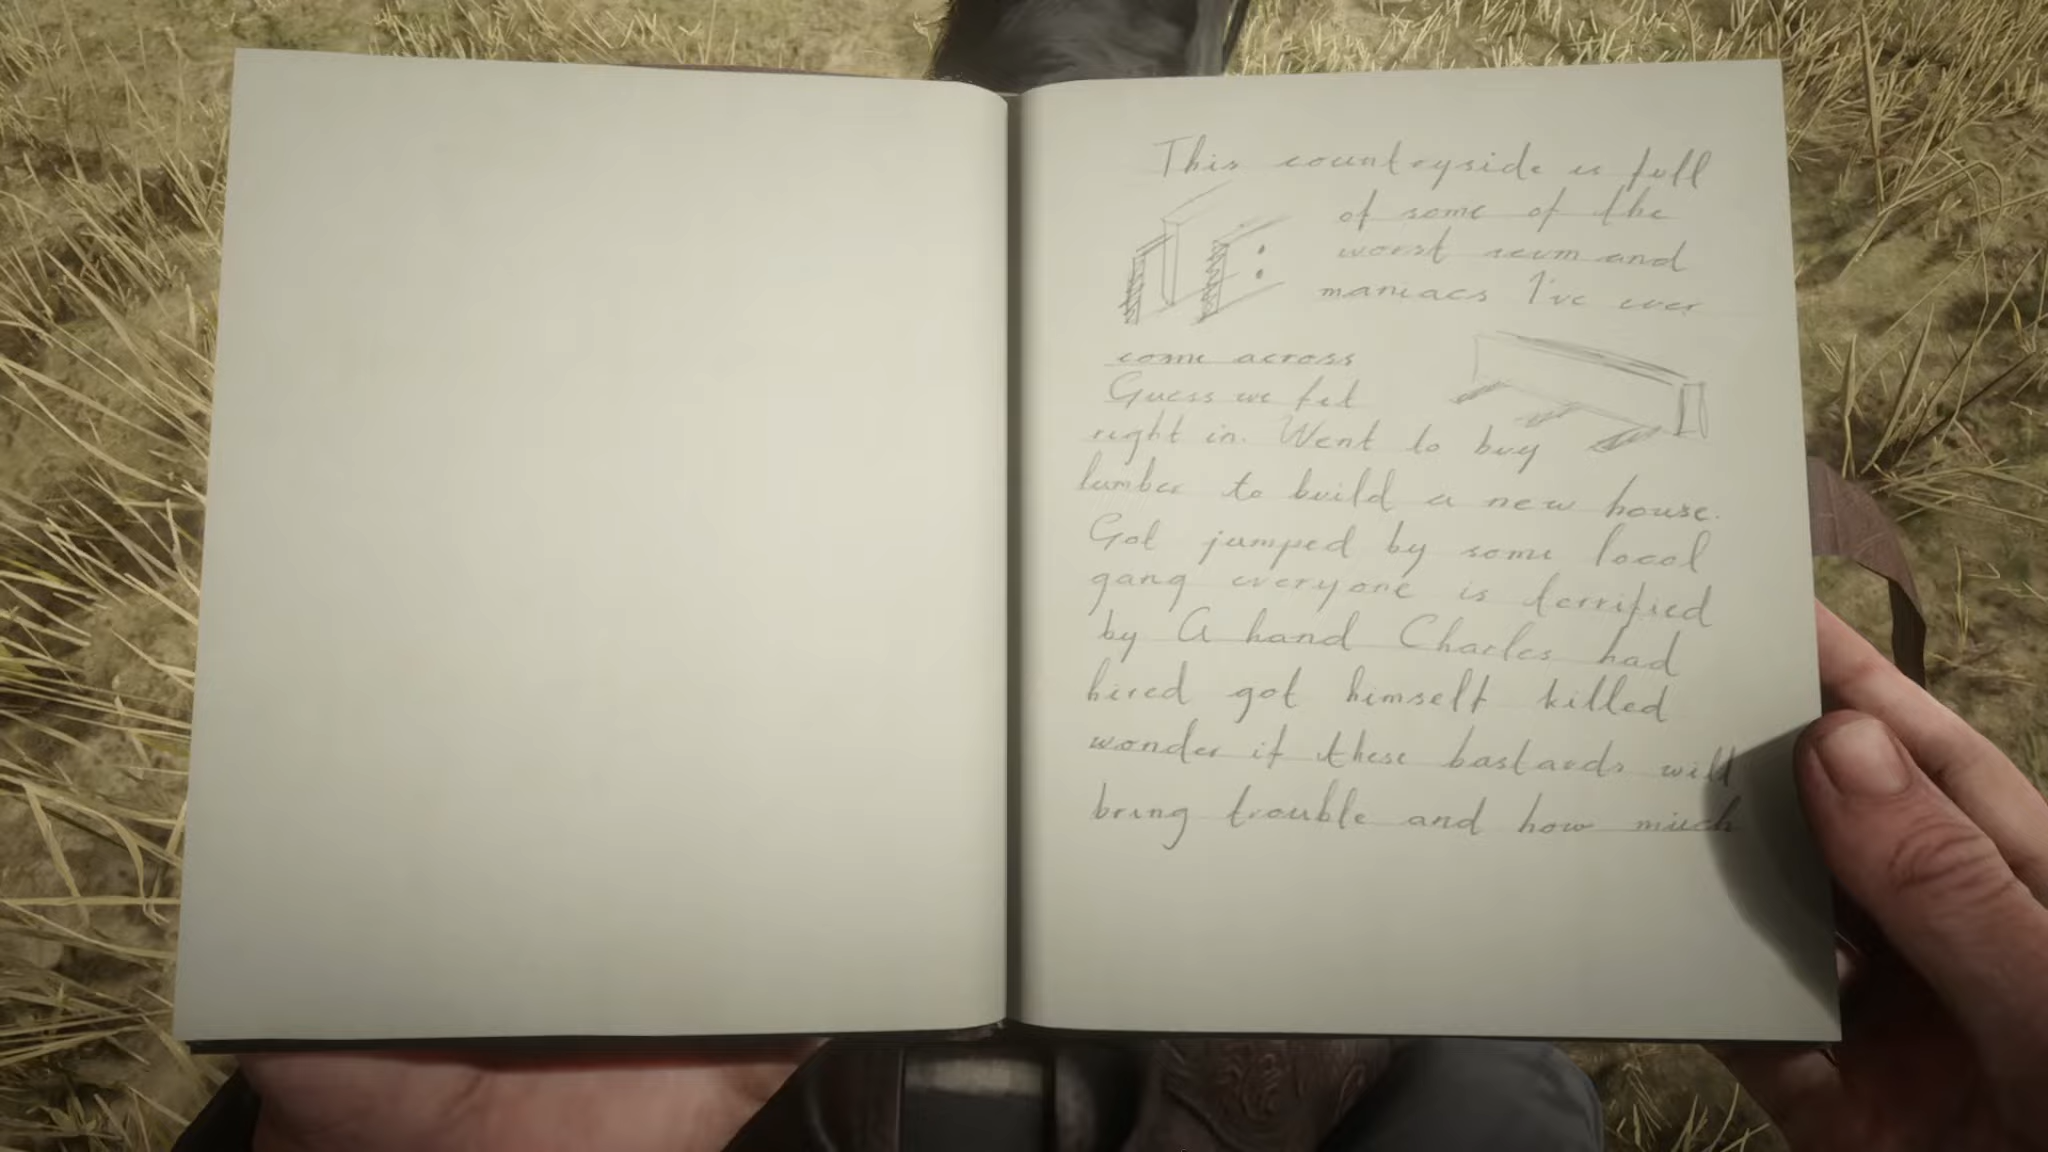 This countryside is full
of some of the
worst scum and
maniacs I've ever
come across
Guess we fit
right in. Went to buy
lumber to build a new house.
Got jumped by some local
gang everyone is terrified
by A hand Charles had
hired got himself killed
wonder if these bastards will
bring trouble and how much